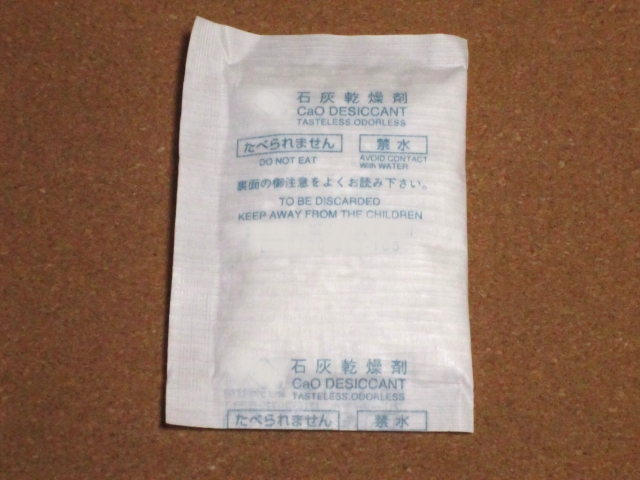 石灰乾燥剤
CaO DESICCANT
TASTELESS.ODORLESS
たべられません 禁水
DO NOT EAT AVOID CONTACT
With WATER
裏面の御注意をよくお読み下さい。
TO BE DISCARDED
KEEP AWAY FROM THE CHILDREN
石灰乾燥剤
CaO DESICCANT
TASTELESS.ODORLESS
たべられません 禁水